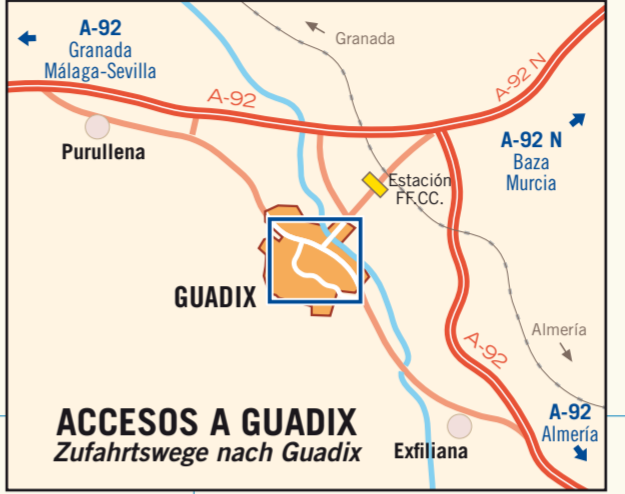 A-92
Granada
Málaga-Sevilla
Granada
A-92
A-92 N
A-92 N
Baza
Murcia
Purullena
Estación
FF.CC.
GUADIX
A-92
Almería
A-92
Almería
ACCESOS A GUADIX
Zufahrtswege nach Guadix
Exfiliana